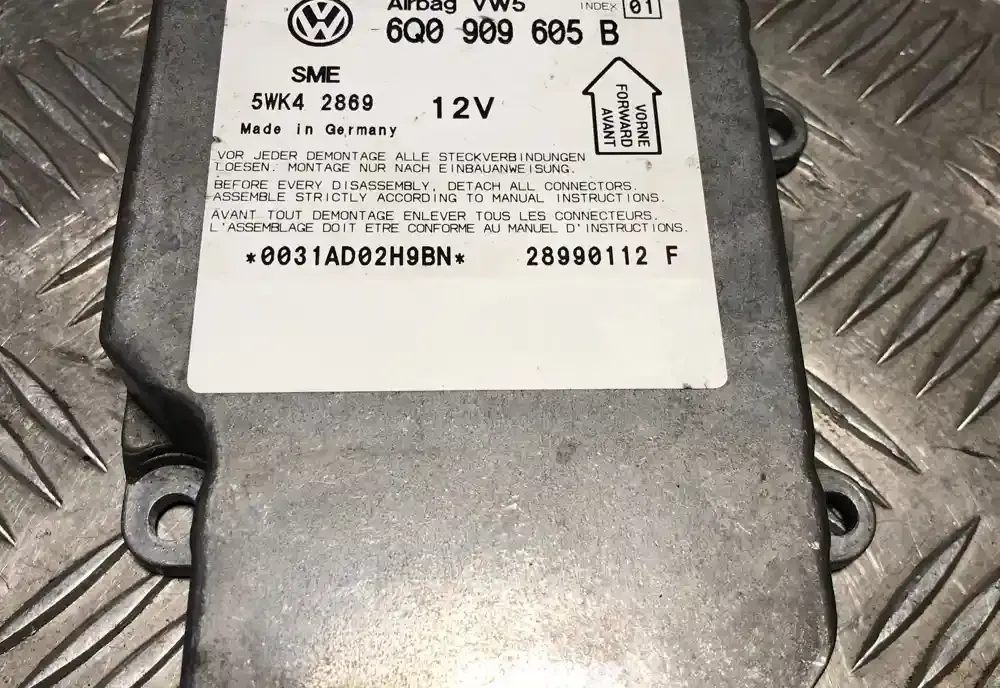 Airbag VW5 INDEX 01
6Q0 909 605 B
SME
5WK4 2869 12V
Made in Germany
VORNE
FORWARD
AVANT
VOR JEDER DEMONTAGE ALLE STECKVERBINDUNGEN
LOESEN. MONTAGE NUR NACH EINBAUANWEISUNG.
BEFORE EVERY DISASSEMBLY, DETACH ALL CONNECTORS.
ASSEMBLE STRICTLY ACCORDING TO MANUAL INSTRUCTIONS.
AVANT TOUT DEMONTAGE ENLEVER TOUS LES CONNECTEURS.
L'ASSEMBLAGE DOIT ETRE CONFORME AU MANUEL D'INSTRUCTIONS.
*0031AD02H9BN* 28990112 F